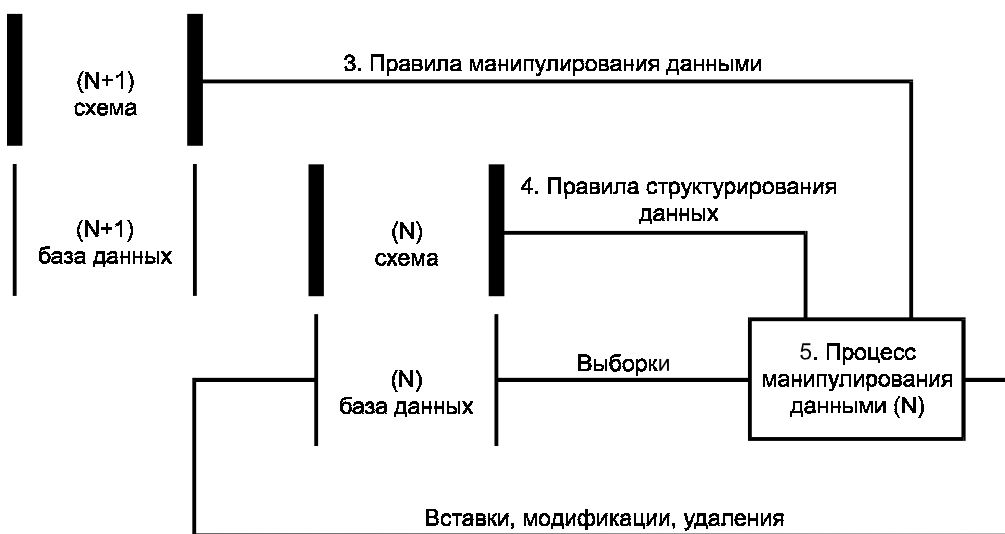 3. Правила манипулирования данными
(N+1)
схема
4. Правила структурирования
данных
(N+1)
база данных
(N)
схема
5. Процесс
манипулирования
данными (N)
Выборки
(N)
база данных
Вставки, модификации, удаления